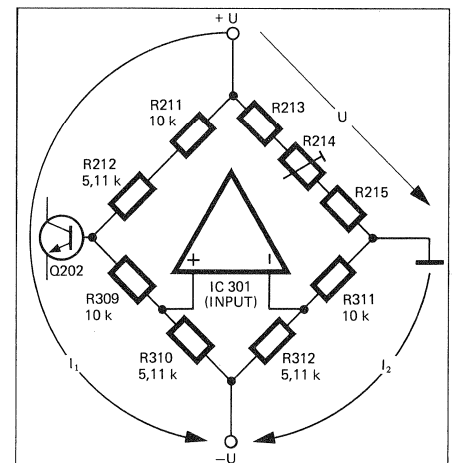 + U
R211
10 k
R213
U
R214
R212
5,11 k
R215
Q202
+
−
IC 301
(INPUT)
R309
10 k
R311
10 k
R310
5,11 k
R312
5,11 k
I₁
I₂
−U